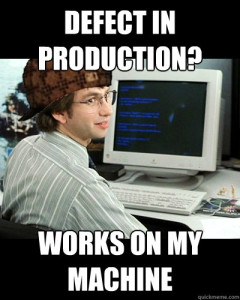 DEFECT IN
PRODUCTION?
WORKS ON MY
MACHINE
quickmeme.com